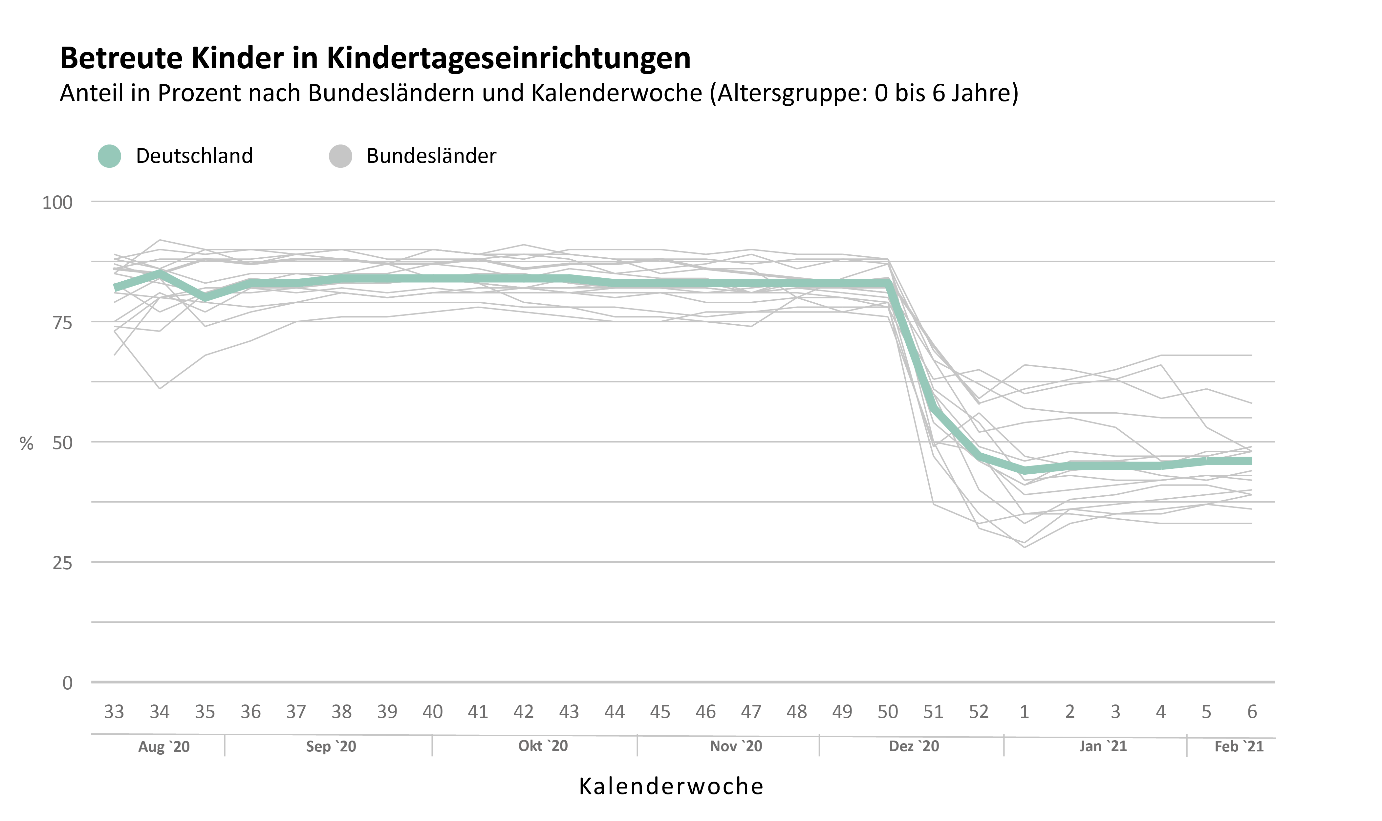 Betreute Kinder in Kindertageseinrichtungen
Anteil in Prozent nach Bundesländern und Kalenderwoche (Altersgruppe: 0 bis 6 Jahre)
Deutschland Bundesländer
100
75
% 50
25
0
33 34 35 36 37 38 39 40 41 42 43 44 45 46 47 48 49 50 51 52 1 2 3 4 5 6
Aug `20 Sep `20 Okt `20 Nov `20 Dez `20 Jan `21 Feb `21
Kalenderwoche